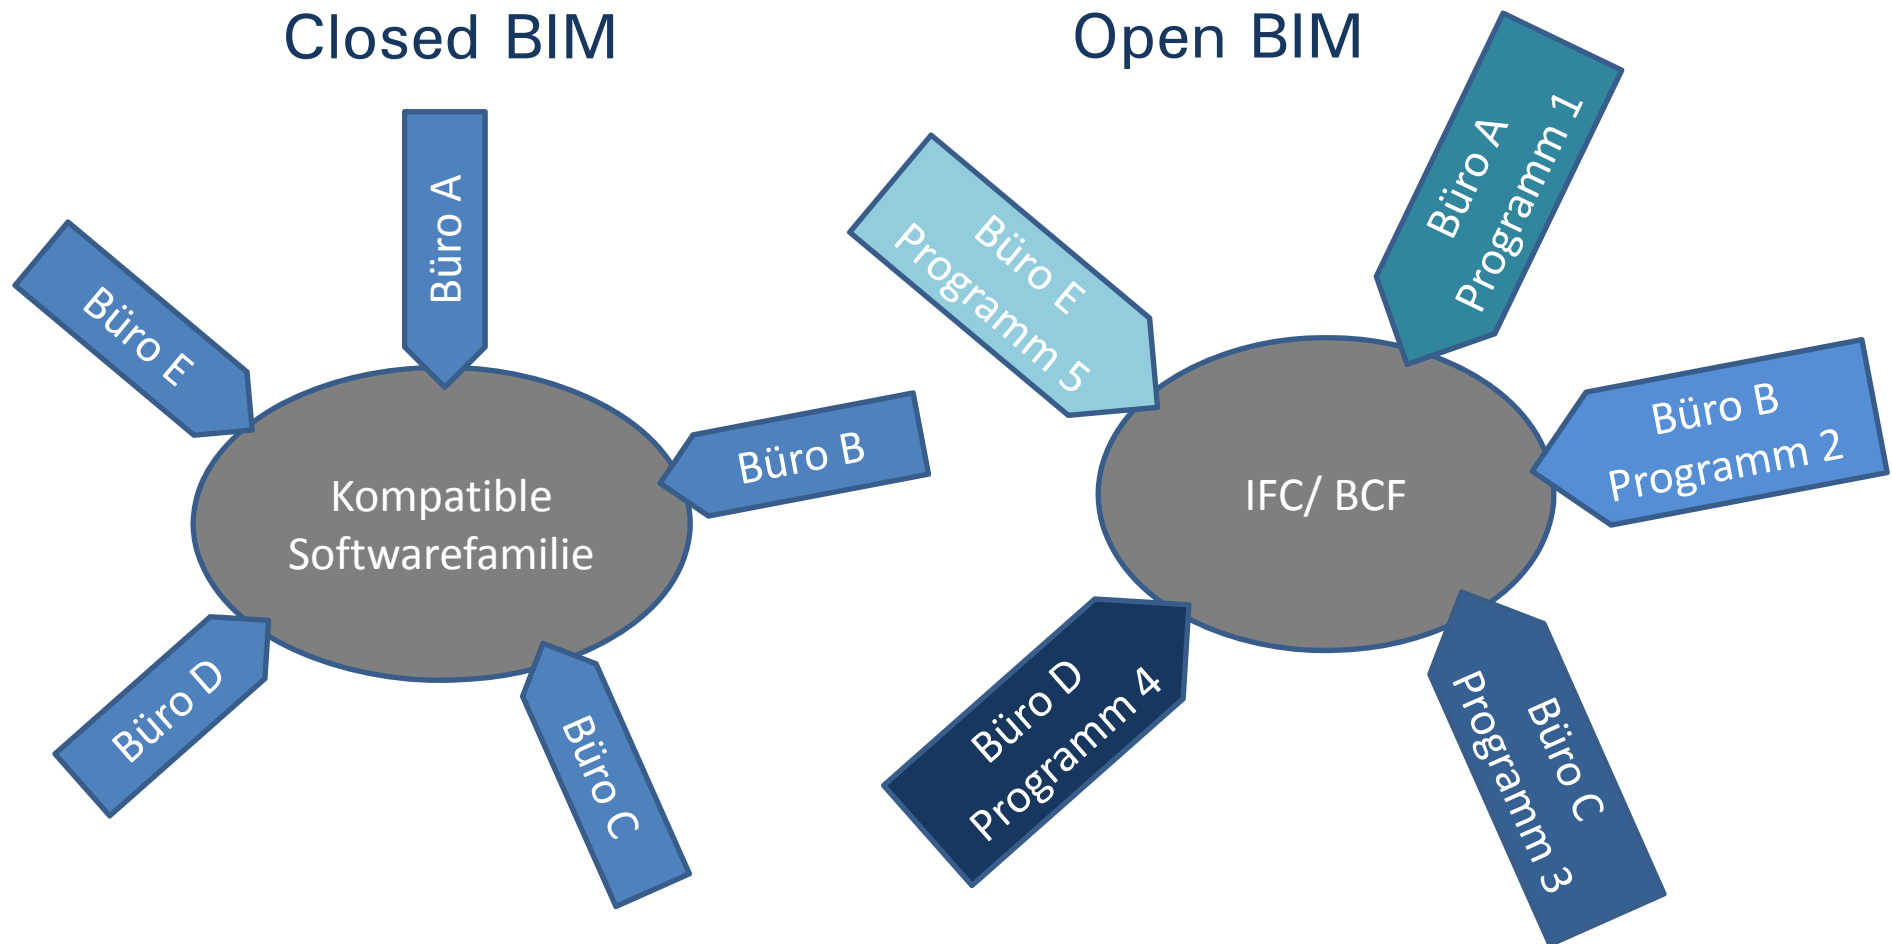 Closed BIM
Büro A
Büro B
Büro C
Büro D
Büro E
Kompatible
Softwarefamilie
Open BIM
Büro A
Programm 1
Büro B
Programm 2
Büro C
Programm 3
Büro D
Programm 4
Büro E
Programm 5
IFC/ BCF